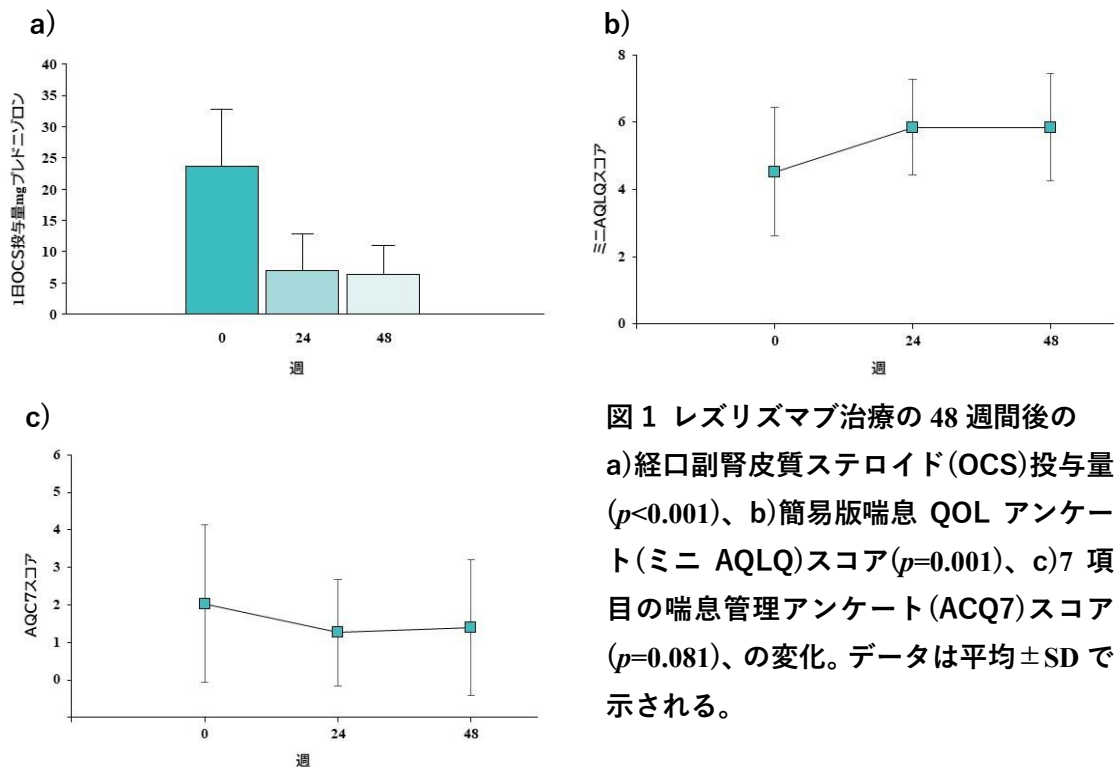 a)
40
35
30
25
20
15
10
5
0
1日OCS投与量mgプレドニゾロン
0 24 48
週
b)
8
6
4
2
0
ミニAQLQスコア
0 24 48
週
c)
6
5
4
3
2
1
0
AQC7スコア
0 24 48
週
図 1 レズリズマブ治療の 48 週間後の
a)経口副腎皮質ステロイド(OCS)投与量
(p<0.001)、b)簡易版喘息 QOL アンケー
ト(ミニ AQLQ)スコア(p=0.001)、c)7 項
目の喘息管理アンケート(ACQ7)スコア
(p=0.081)、の変化。データは平均±SD で
示される。